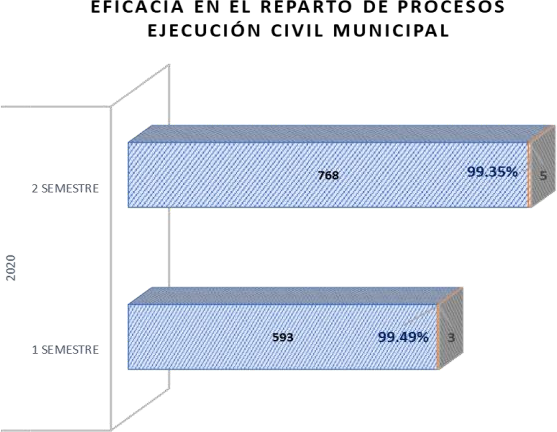 EFICACIA EN EL REPARTO DE PROCESOS
EJECUCIÓN CIVIL MUNICIPAL
2 SEMESTRE
768
99.35%
5
2020
1 SEMESTRE
593
99.49%
3